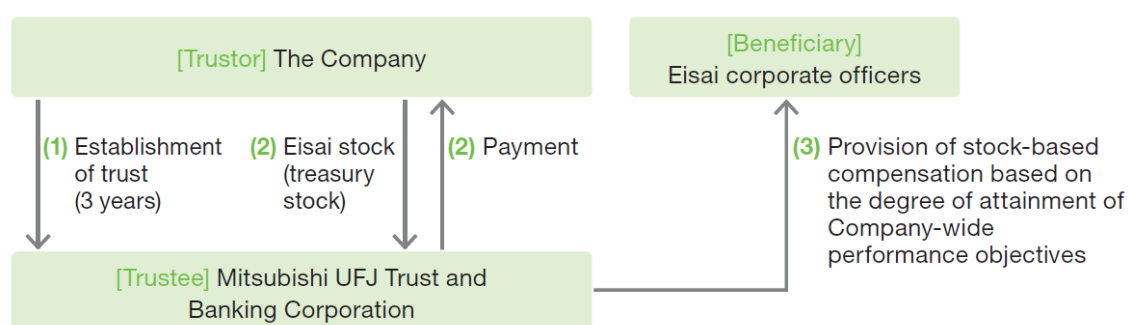 [Trustor] The Company
[Beneficiary]
Eisai corporate officers
(1) Establishment
of trust
(3 years)
(2) Eisai stock
(treasury
stock)
(2) Payment
(3) Provision of stock-based
compensation based on
the degree of attainment of
Company-wide
performance objectives
[Trustee] Mitsubishi UFJ Trust and
Banking Corporation